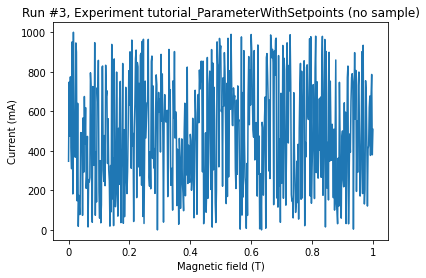 Run #3, Experiment tutorial_ParameterWithSetpoints (no sample)
1000
800
600
400
200
0
Current (mA)
0 0.2 0.4 0.6 0.8 1
Magnetic field (T)